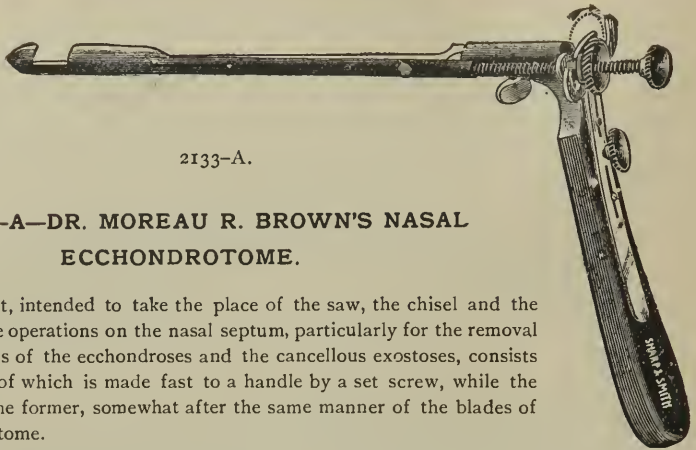 2133-A.
-A—DR. MOREAU R. BROWN'S NASAL
ECCHONDROTOME.
t, intended to take the place of the saw, the chisel and the
e operations on the nasal septum, particularly for the removal
s of the ecchondroses and the cancellous exostoses, consists
of which is made fast to a handle by a set screw, while the
ne former, somewhat after the same manner of the blades of
tome.
SHARP & SMITH